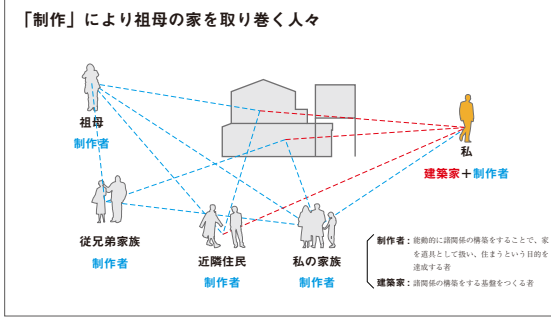 「制作」により祖母の家を取り巻く人々
祖母
制作者
私
建築家＋制作者
従兄弟家族
制作者
近隣住民
制作者
私の家族
制作者
制作者：能動的に諸関係の構築をすることで、家
を道具として扱い、住まうという目的を
達成する者
建築家：諸関係の構築をする基盤をつくる者